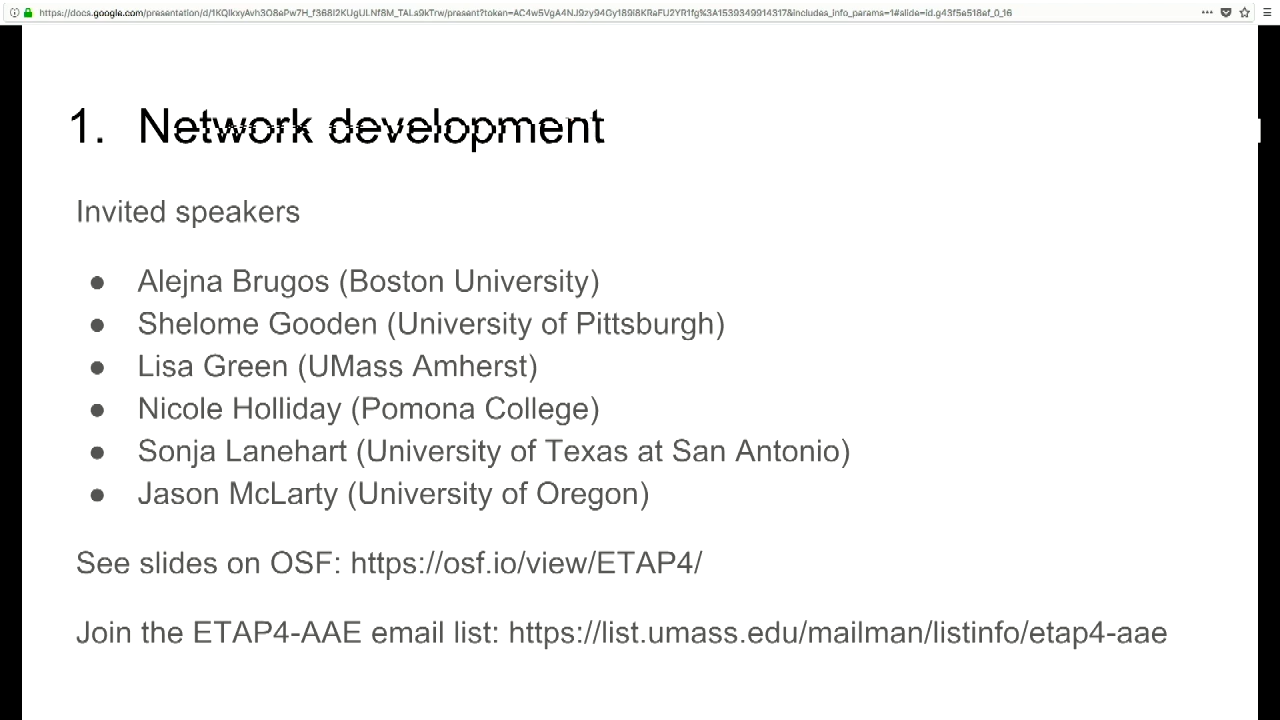 1. Network development
Invited speakers
● Alejna Brugos (Boston University)
● Shelome Gooden (University of Pittsburgh)
● Lisa Green (UMass Amherst)
● Nicole Holliday (Pomona College)
● Sonja Lanehart (University of Texas at San Antonio)
● Jason McLarty (University of Oregon)
See slides on OSF: https://osf.io/view/ETAP4/
Join the ETAP4-AAE email list: https://list.umass.edu/mailman/listinfo/etap4-aae